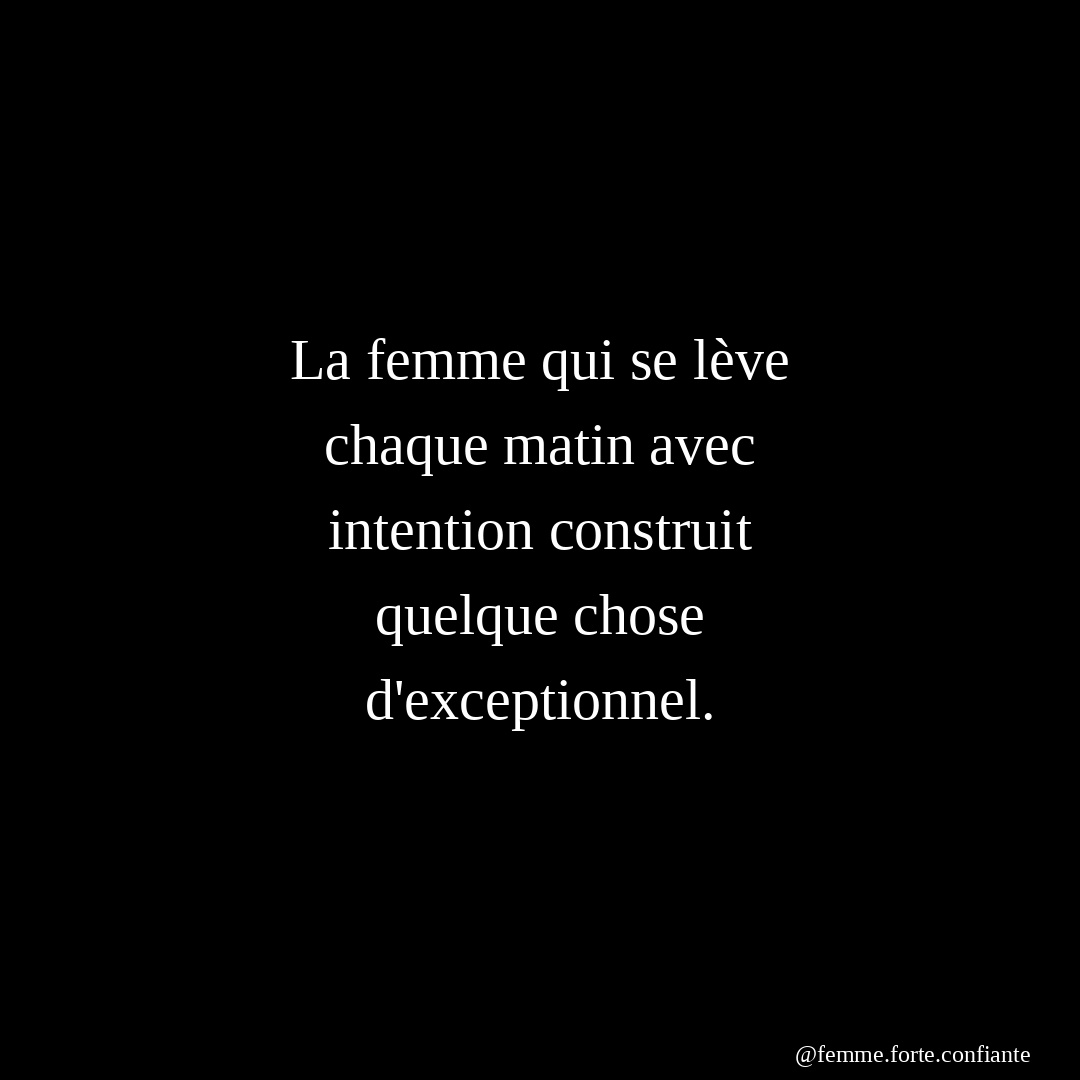 La femme qui se lève
chaque matin avec
intention construit
quelque chose
d'exceptionnel.
@femme.forte.confiante